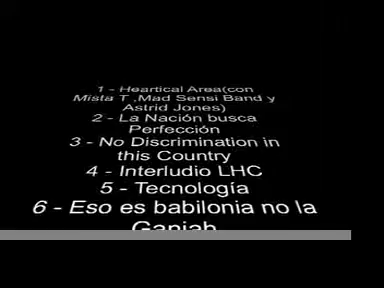 1 - Heartical Area(con
Mista T ,Mad Sensi Band y
Astrid Jones)
2 - La Nación busca
Perfección
3 - No Discrimination in
this Country
4 - Interludio LHC
5 - Tecnología
6 - Eso es babilonia no la
Ganjah